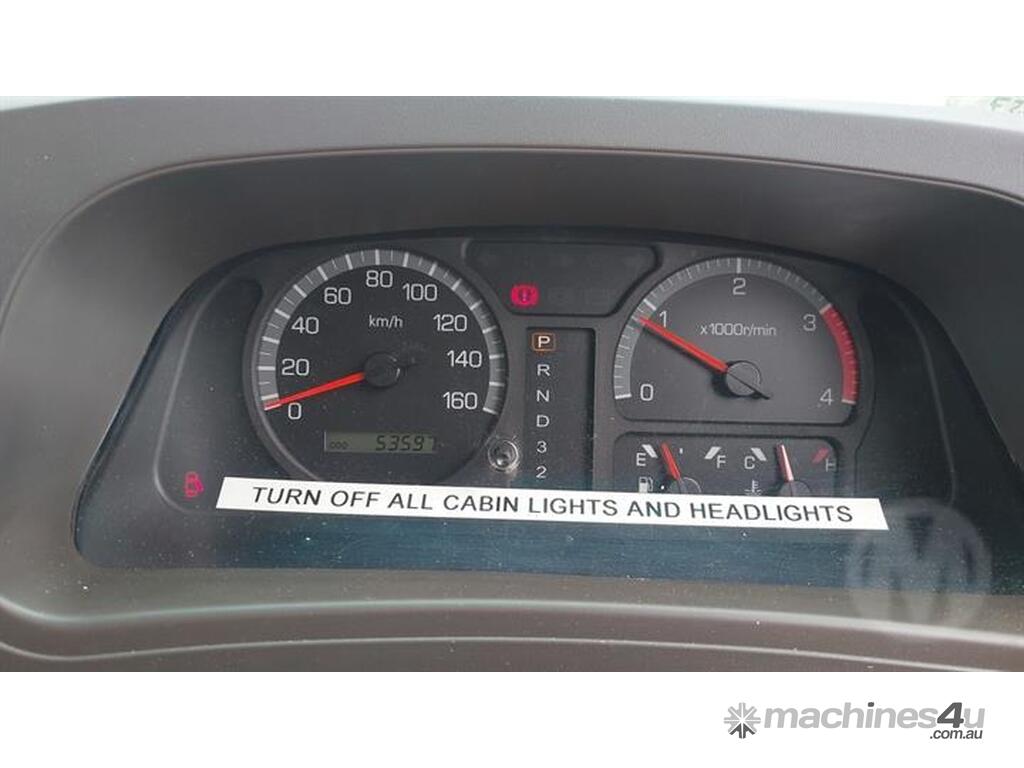 80
60
100
40
km/h
120
20
140
0
160
ODO 53597
P
R
N
D
3
2
1
2
3
x1000r/min
0
4
E
F
C
H
TURN OFF ALL CABIN LIGHTS AND HEADLIGHTS
M
machines4u
.com.au